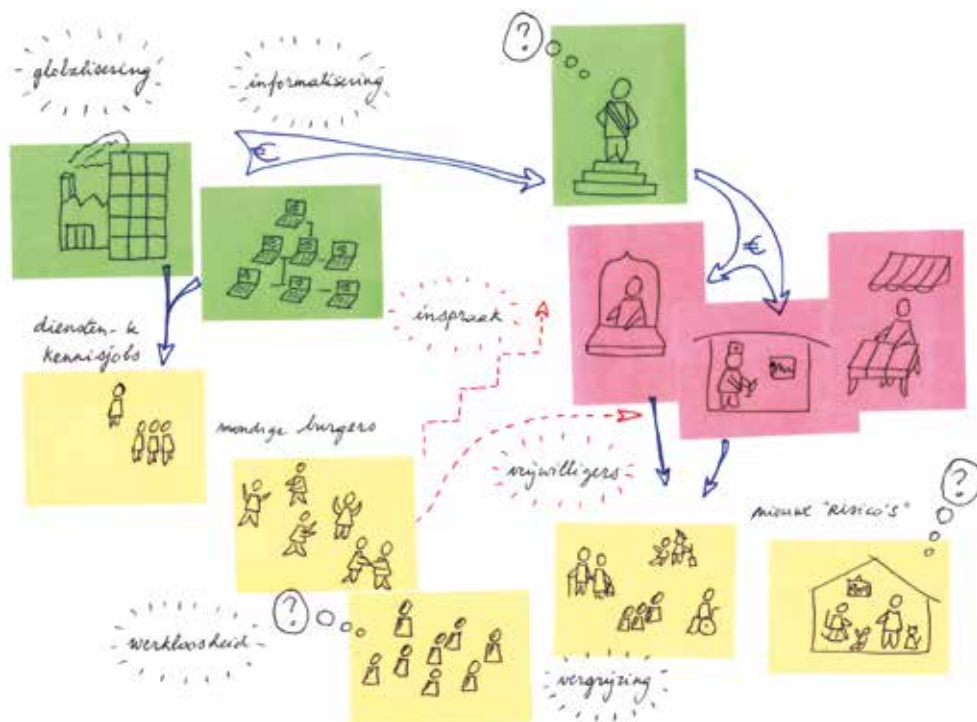 ?
globalisering
informatisering
€
€
inspraak
diensten- &
kennisjobs
mondige burgers
vrijwilligers
?
nieuwe "RISICO'S"
?
werkloosheid
vergrijzing